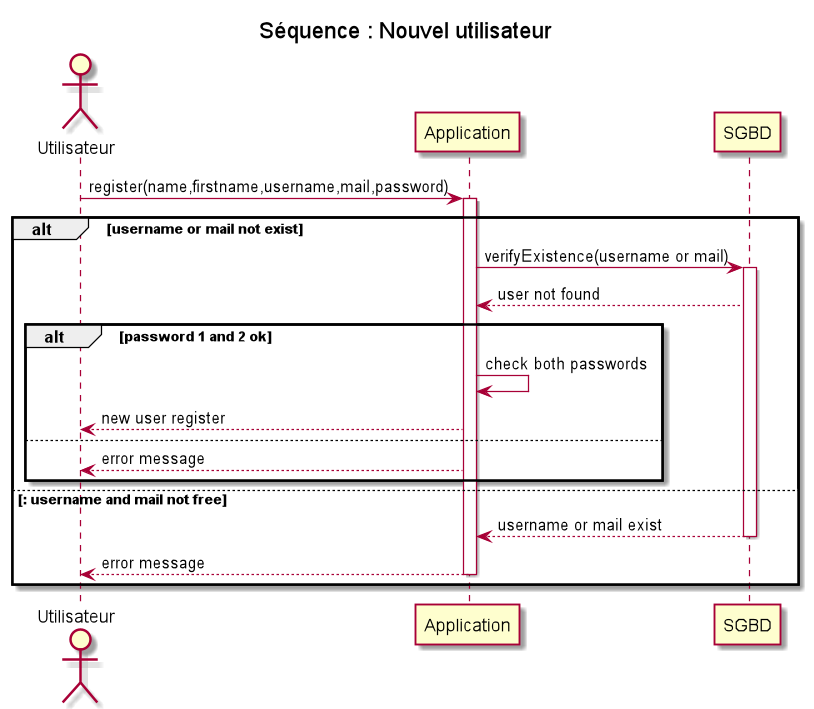 Séquence : Nouvel utilisateur
Utilisateur
Application
SGBD
register(name,firstname,username,mail,password)
alt [username or mail not exist]
verifyExistence(username or mail)
user not found
alt [password 1 and 2 ok]
check both passwords
new user register
error message
[: username and mail not free]
username or mail exist
error message
Utilisateur
Application
SGBD